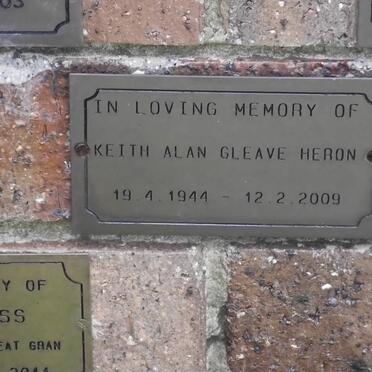 IN LOVING MEMORY OF
KEITH ALAN GLEAVE HERON
19.4.1944 - 12.2.2009
Y OF
SS
EAT GRAN